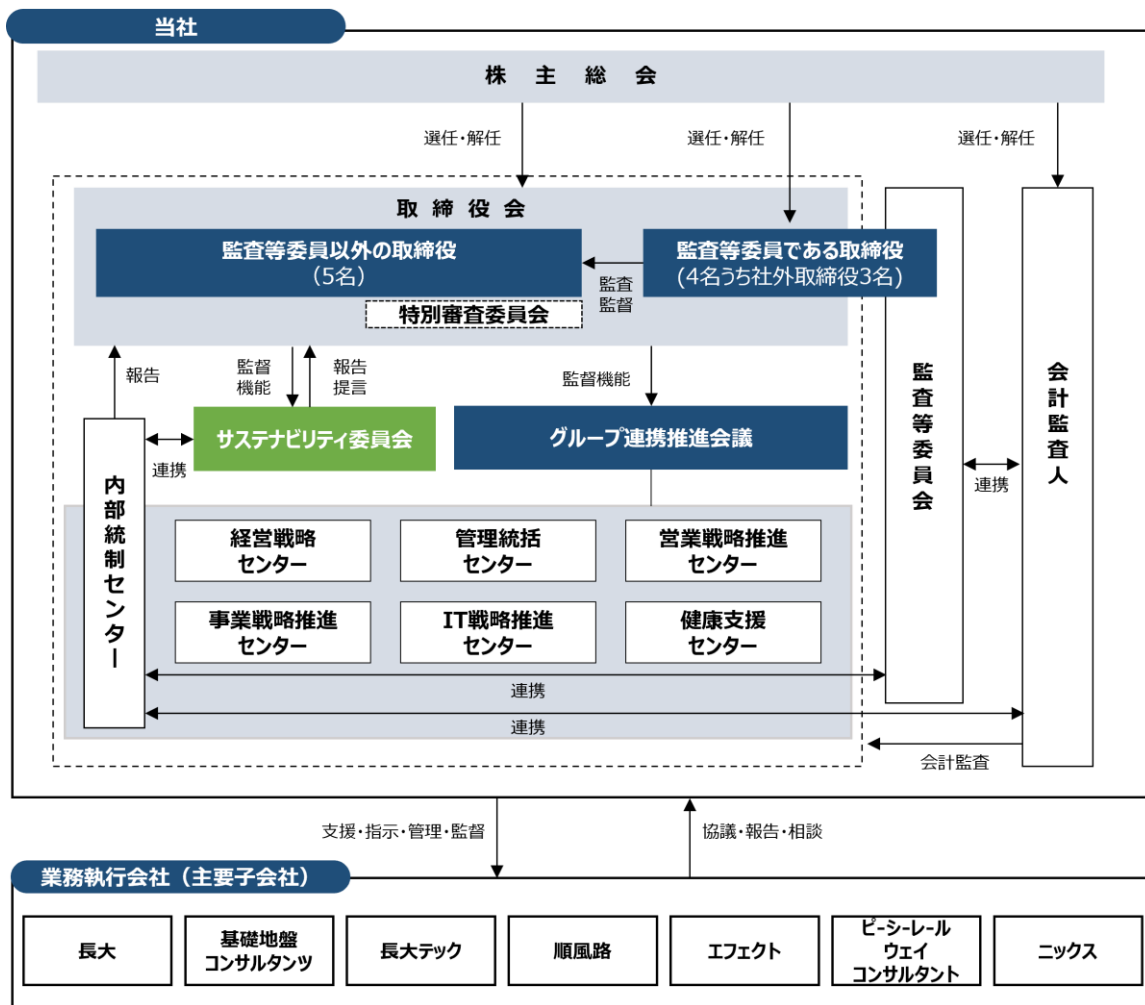 当社
株主総会
選任・解任
選任・解任
選任・解任
取締役会
監査等委員以外の取締役
（5名）
監査
監督
監査等委員である取締役
(4名うち社外取締役3名)
特別審査委員会
報告
監督
機能
報告
提言
監督機能
サステナビリティ委員会
グループ連携推進会議
連携
内部統制センター
監査等委員会
連携
会計監査人
経営戦略
センター
管理統括
センター
営業戦略推進
センター
事業戦略推進
センター
IT戦略推進
センター
健康支援
センター
連携
連携
会計監査
支援・指示・管理・監督
協議・報告・相談
業務執行会社（主要子会社）
長大
基礎地盤
コンサルタンツ
長大テック
順風路
エフェクト
ピーシーレール
ウェイ
コンサルタント
ニックス